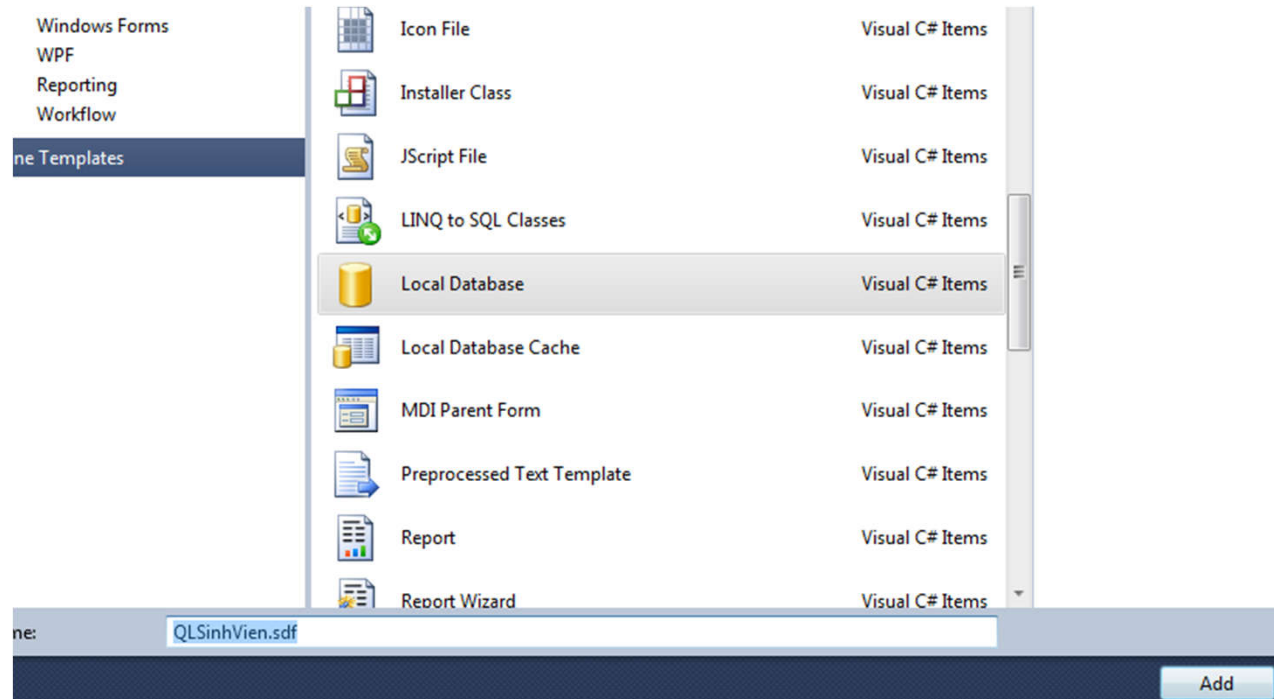 Windows Forms
WPF
Reporting
Workflow
ne Templates
Icon File Visual C# Items
Installer Class Visual C# Items
JScript File Visual C# Items
LINQ to SQL Classes Visual C# Items
Local Database Visual C# Items
Local Database Cache Visual C# Items
MDI Parent Form Visual C# Items
Preprocessed Text Template Visual C# Items
Report Visual C# Items
Report Wizard Visual C# Items
me: QLSinhVien.sdf
Add